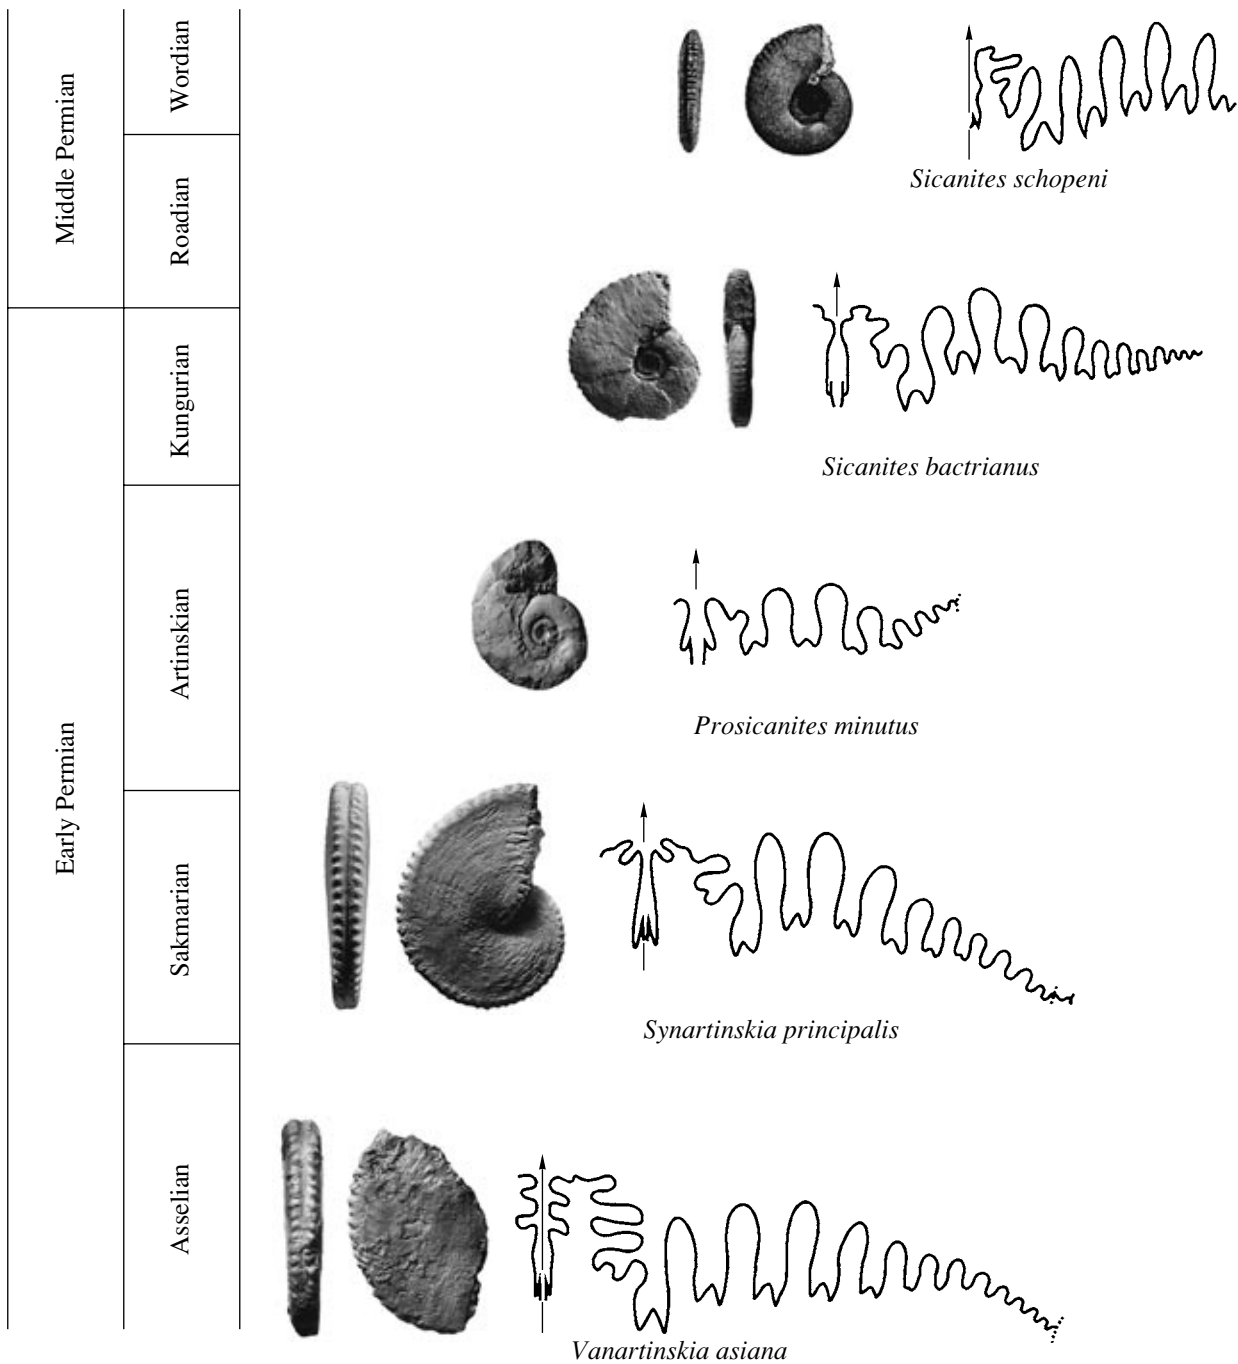 Middle Permian
Wordian
Sicanites schopeni
Roadian
Early Permian
Kungurian
Sicanites bactrianus
Artinskian
Prosicanites minutus
Sakmarian
Synartinskia principalis
Asselian
Vanartinskia asiana